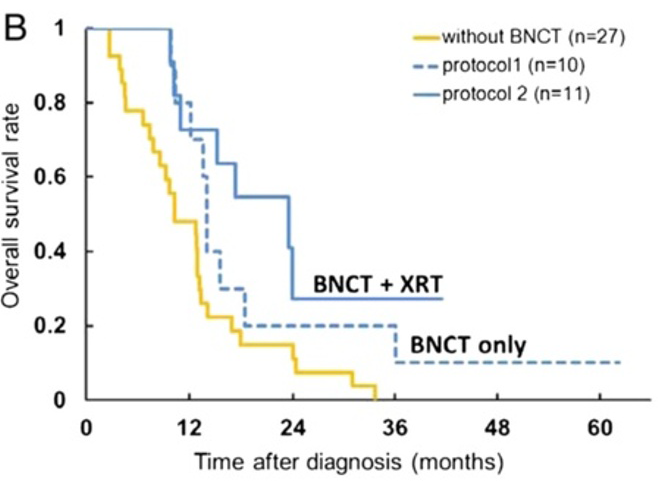 B
without BNCT (n=27)
protocol1 (n=10)
protocol 2 (n=11)
Overall survival rate
1
0.8
0.6
0.4
0.2
0
BNCT + XRT
BNCT only
0 12 24 36 48 60
Time after diagnosis (months)